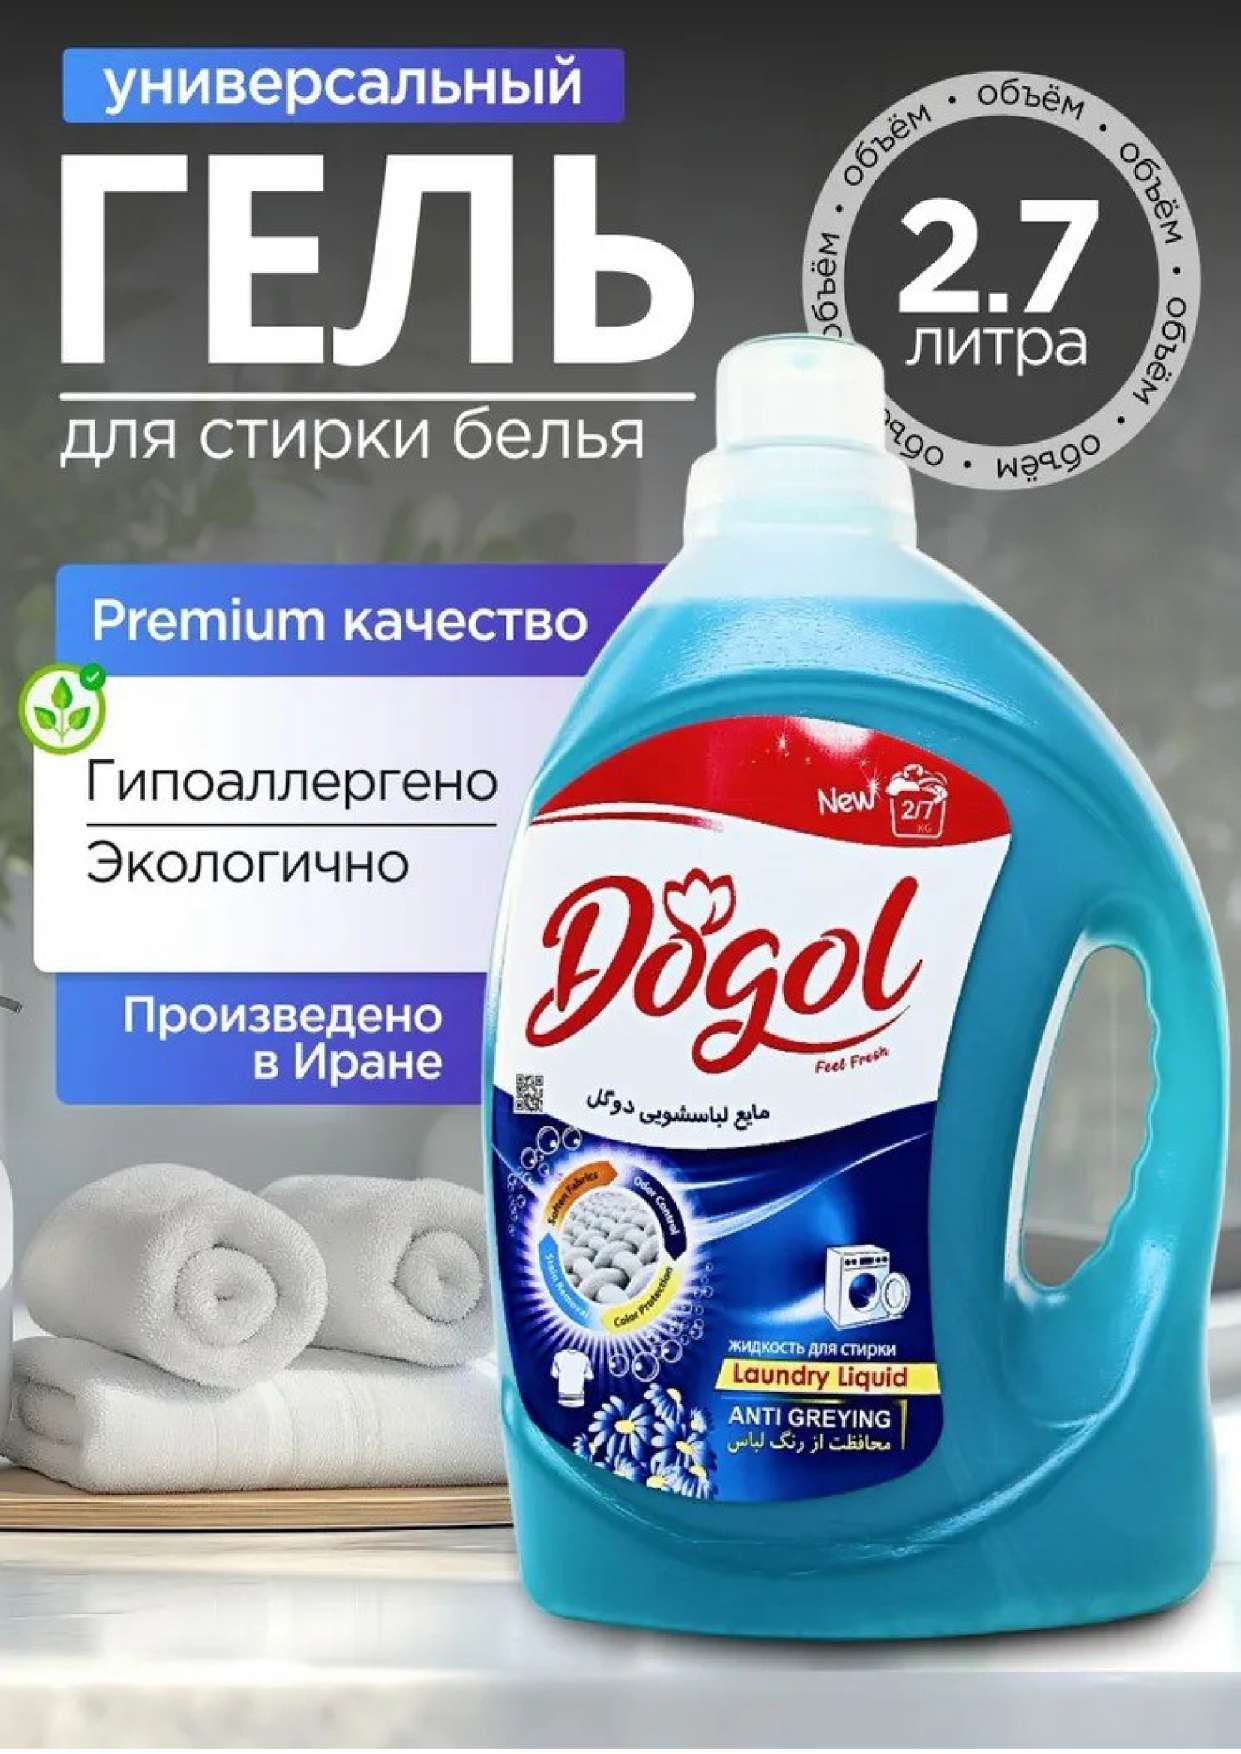 универсальный
ГЕЛЬ
для стирки белья
объём • объём • объём • объём • объём • объём • объём • объём
2.7
литра
Premium качество
Гипоаллергено
Экологично
Произведено
в Иране
New
2/7
KG
Dogol
Feel Fresh
مایع لباسشویی دوگل
Soften Fabrics
Odor Control
Stain Removal
Color Protection
жидкость для стирки
Laundry Liquid
ANTI GREYING
محافظت از رنگ لباس